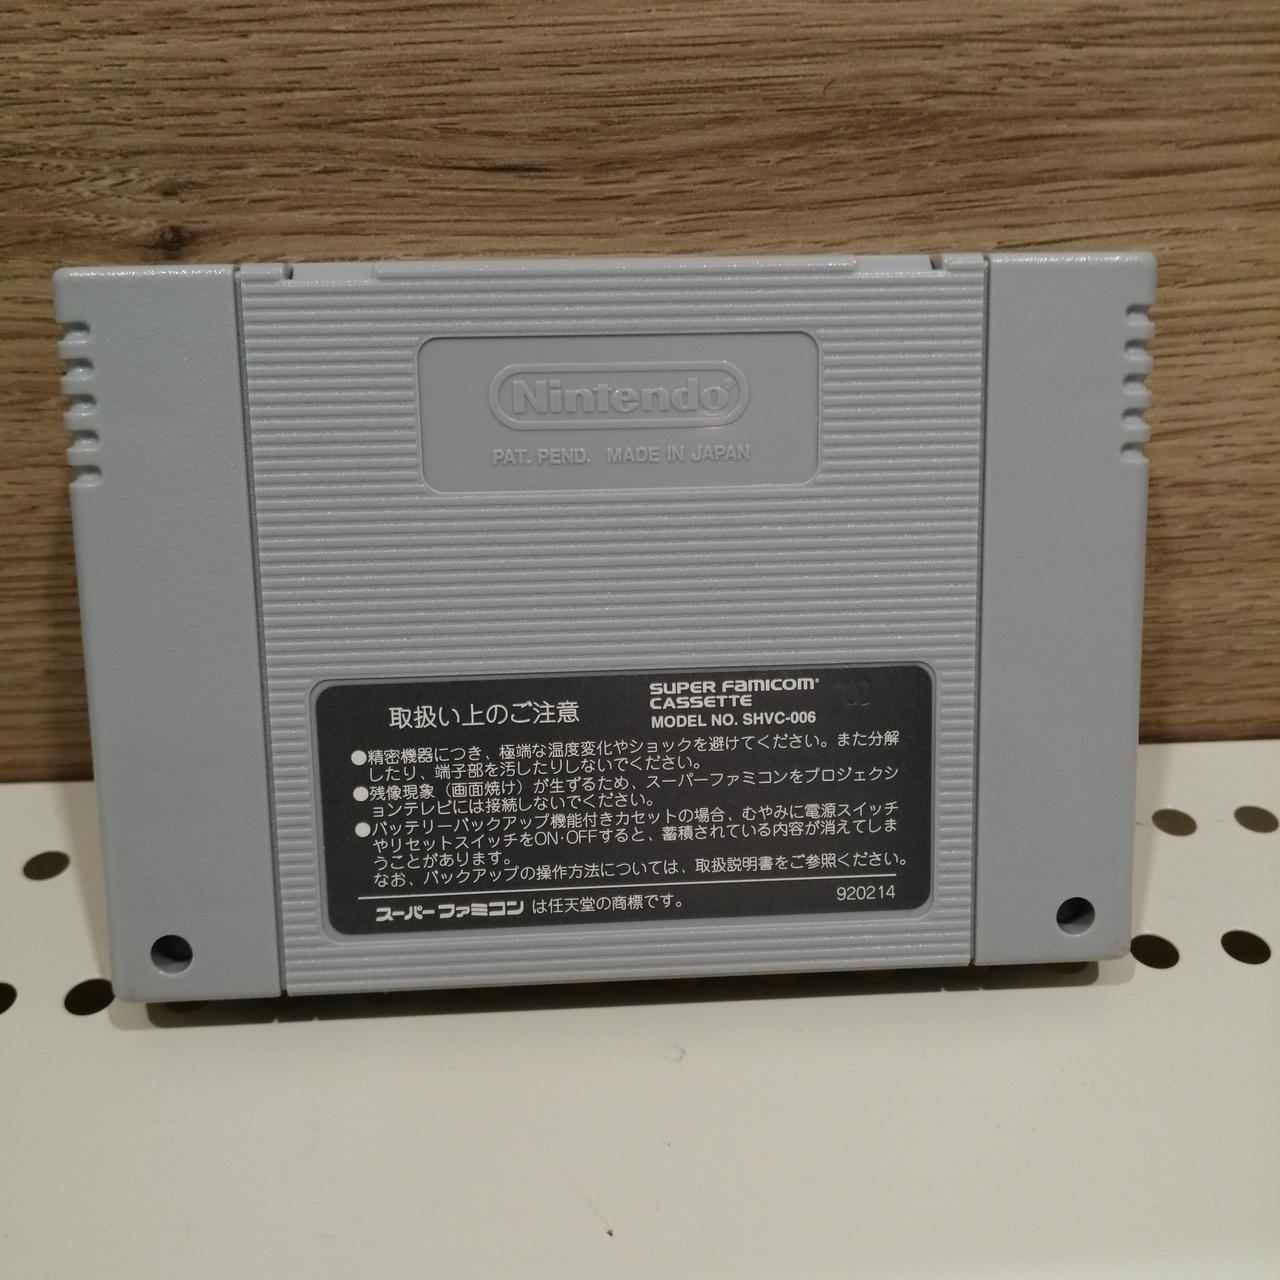 Nintendo®
PAT. PEND. MADE IN JAPAN
取扱い上のご注意
SUPER FAMICOM®
CASSETTE
MODEL NO. SHVC-006
●精密機器につき、極端な温度変化やショックを避けてください。また分解
したり、端子部を汚したりしないでください。
●残像現象（画面焼け）が生ずるため、スーパーファミコンをプロジェクシ
ョンテレビには接続しないでください。
●バッテリーバックアップ機能付きカセットの場合、むやみに電源スイッチ
やリセットスイッチをON·OFFすると、蓄積されている内容が消えてしま
うことがあります。
なお、バックアップの操作方法については、取扱説明書をご参照ください。
スーパーファミコンは任天堂の商標です。
920214